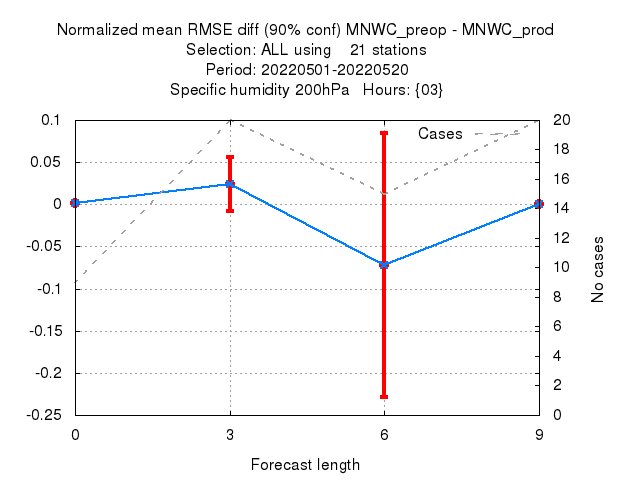 Normalized mean RMSE diff (90% conf) MNWC_preop - MNWC_prod
Selection: ALL using 21 stations
Period: 20220501-20220520
Specific humidity 200hPa Hours: {03}
Cases
0.1
0.05
0
-0.05
-0.1
-0.15
-0.2
-0.25
20
18
16
14
12
10
8
6
4
2
0
No cases
0 3 6 9
Forecast length